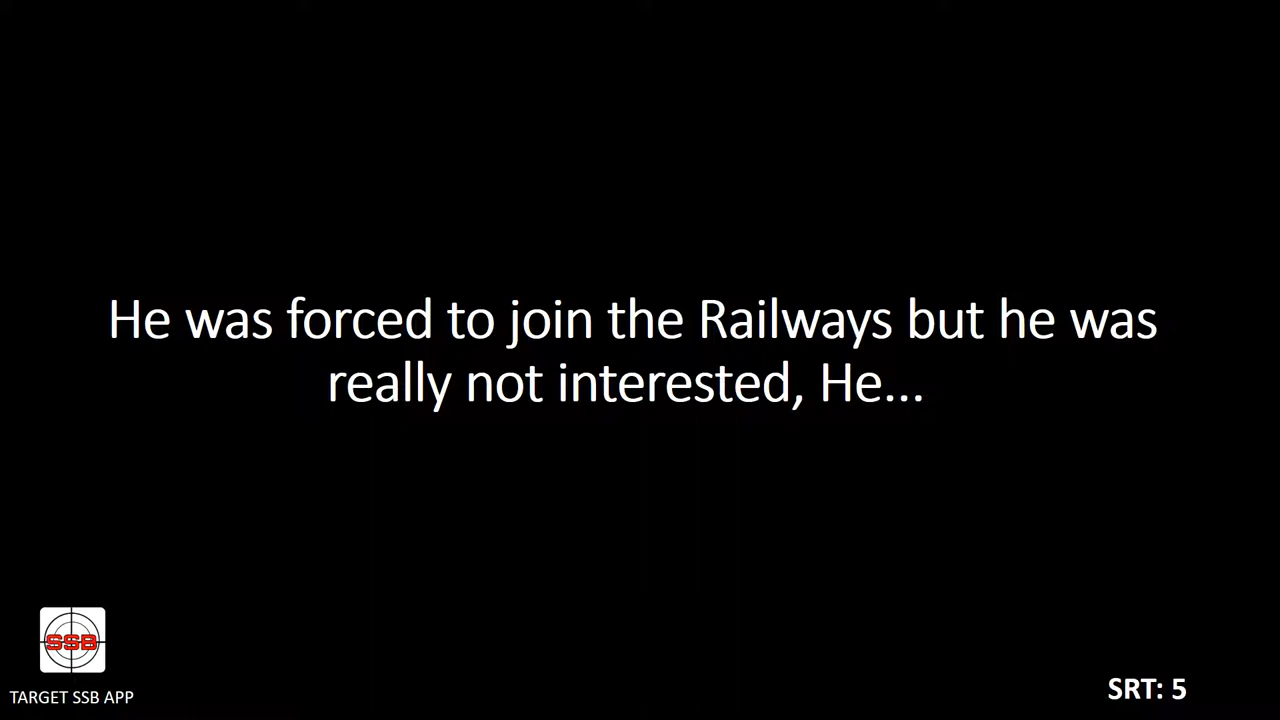 He was forced to join the Railways but he was
really not interested, He...
SSB
TARGET SSB APP
SRT: 5